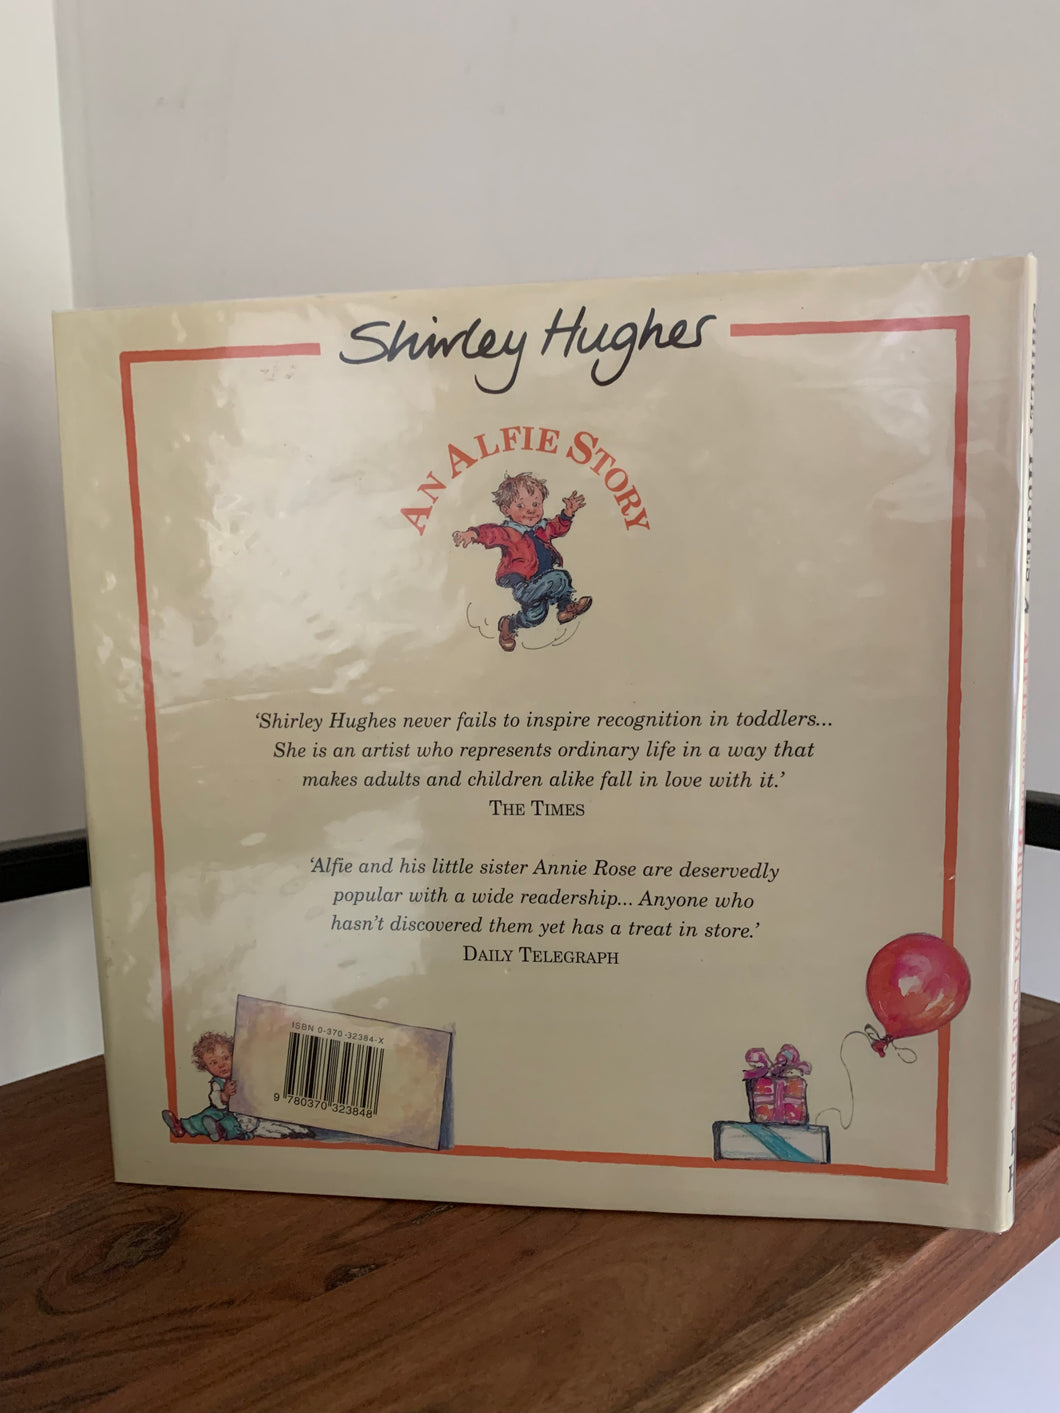 Shirley Hughes
AN ALFIE STORY
‘Shirley Hughes never fails to inspire recognition in toddlers...
She is an artist who represents ordinary life in a way that
makes adults and children alike fall in love with it.’
THE TIMES
‘Alfie and his little sister Annie Rose are deservedly
popular with a wide readership... Anyone who
hasn’t discovered them yet has a treat in store.’
DAILY TELEGRAPH
ISBN 0-370-32384-X
9 780370 323848